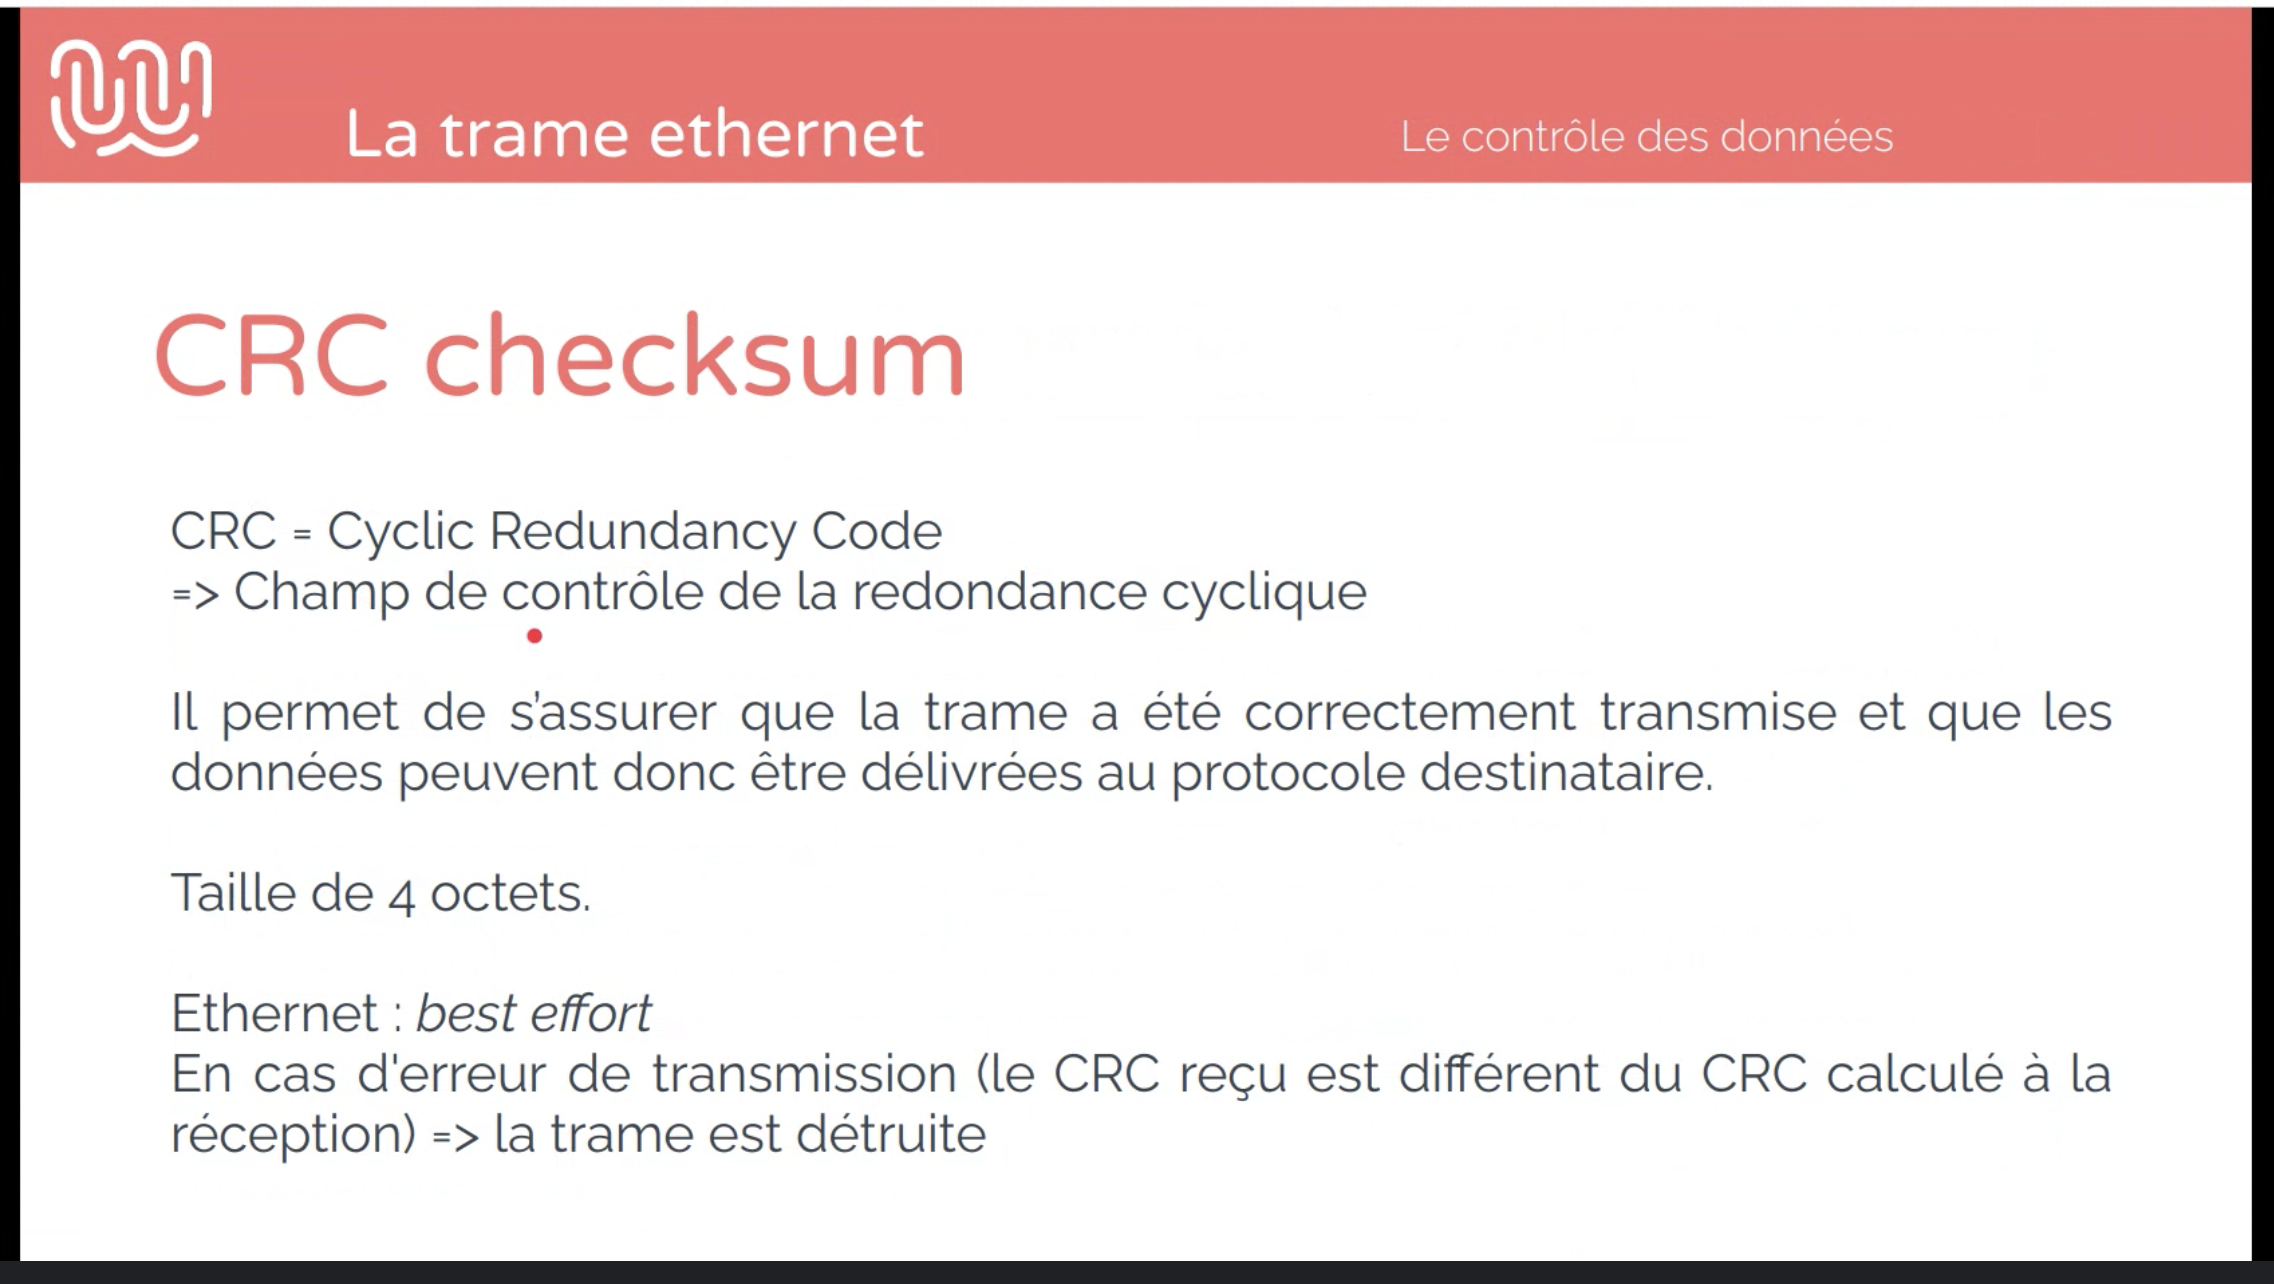 La trame ethernet
Le contrôle des données
CRC checksum
CRC = Cyclic Redundancy Code
=> Champ de contrôle de la redondance cyclique
Il permet de s'assurer que la trame a été correctement transmise et que les
données peuvent donc être délivrées au protocole destinataire.
Taille de 4 octets.
Ethernet : best effort
En cas d'erreur de transmission (le CRC reçu est différent du CRC calculé à la
réception) => la trame est détruite